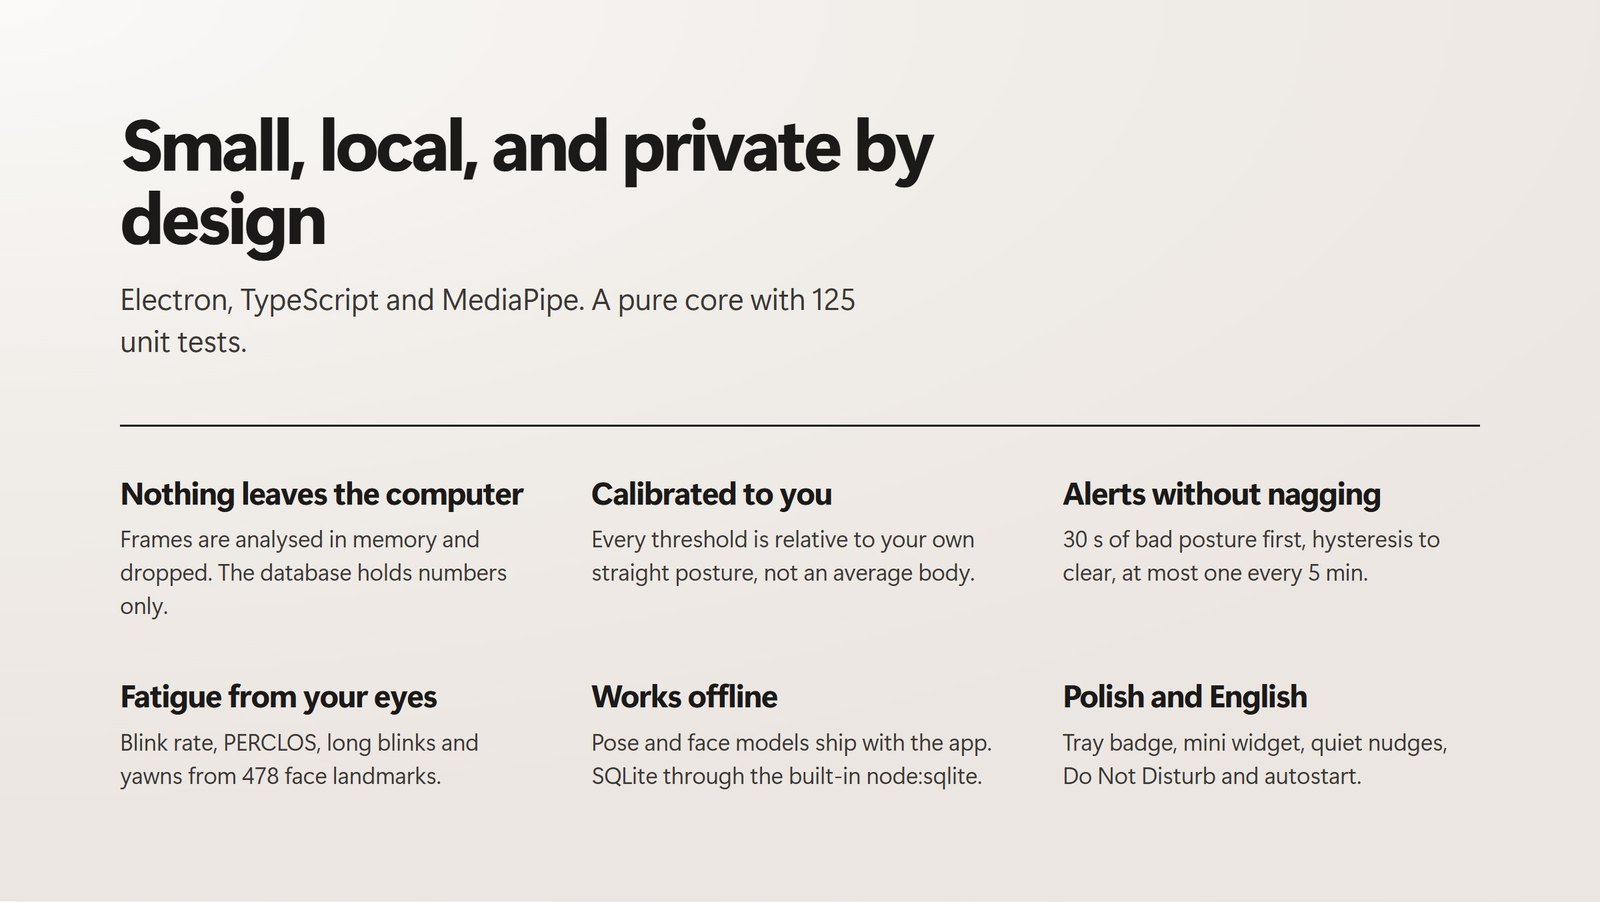 Small, local, and private by
design
Electron, TypeScript and MediaPipe. A pure core with 125
unit tests.
Nothing leaves the computer
Frames are analysed in memory and
dropped. The database holds numbers
only.
Calibrated to you
Every threshold is relative to your own
straight posture, not an average body.
Alerts without nagging
30 s of bad posture first, hysteresis to
clear, at most one every 5 min.
Fatigue from your eyes
Blink rate, PERCLOS, long blinks and
yawns from 478 face landmarks.
Works offline
Pose and face models ship with the app.
SQLite through the built-in node:sqlite.
Polish and English
Tray badge, mini widget, quiet nudges,
Do Not Disturb and autostart.